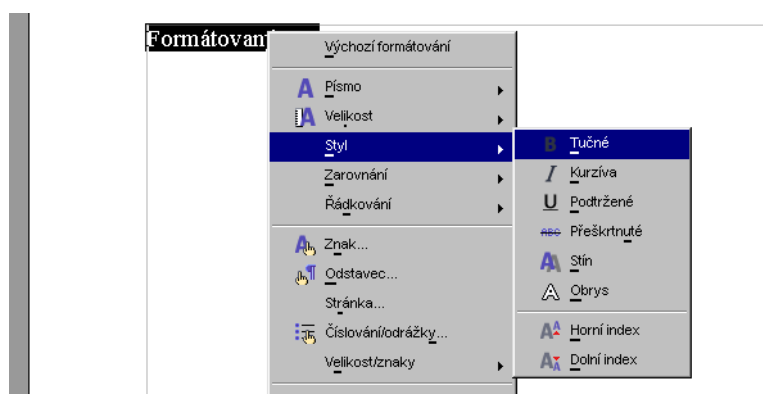 Formátovan
Výchozí formátování
Písmo
Velikost
Styl
Zarovnání
Řádkování
Znak...
Odstavec...
Stránka...
Číslování/odrážky...
Velikost/znaky
Tučné
Kurzíva
Podtržené
Přeškrtnuté
Stín
Obrys
Horní index
Dolní index